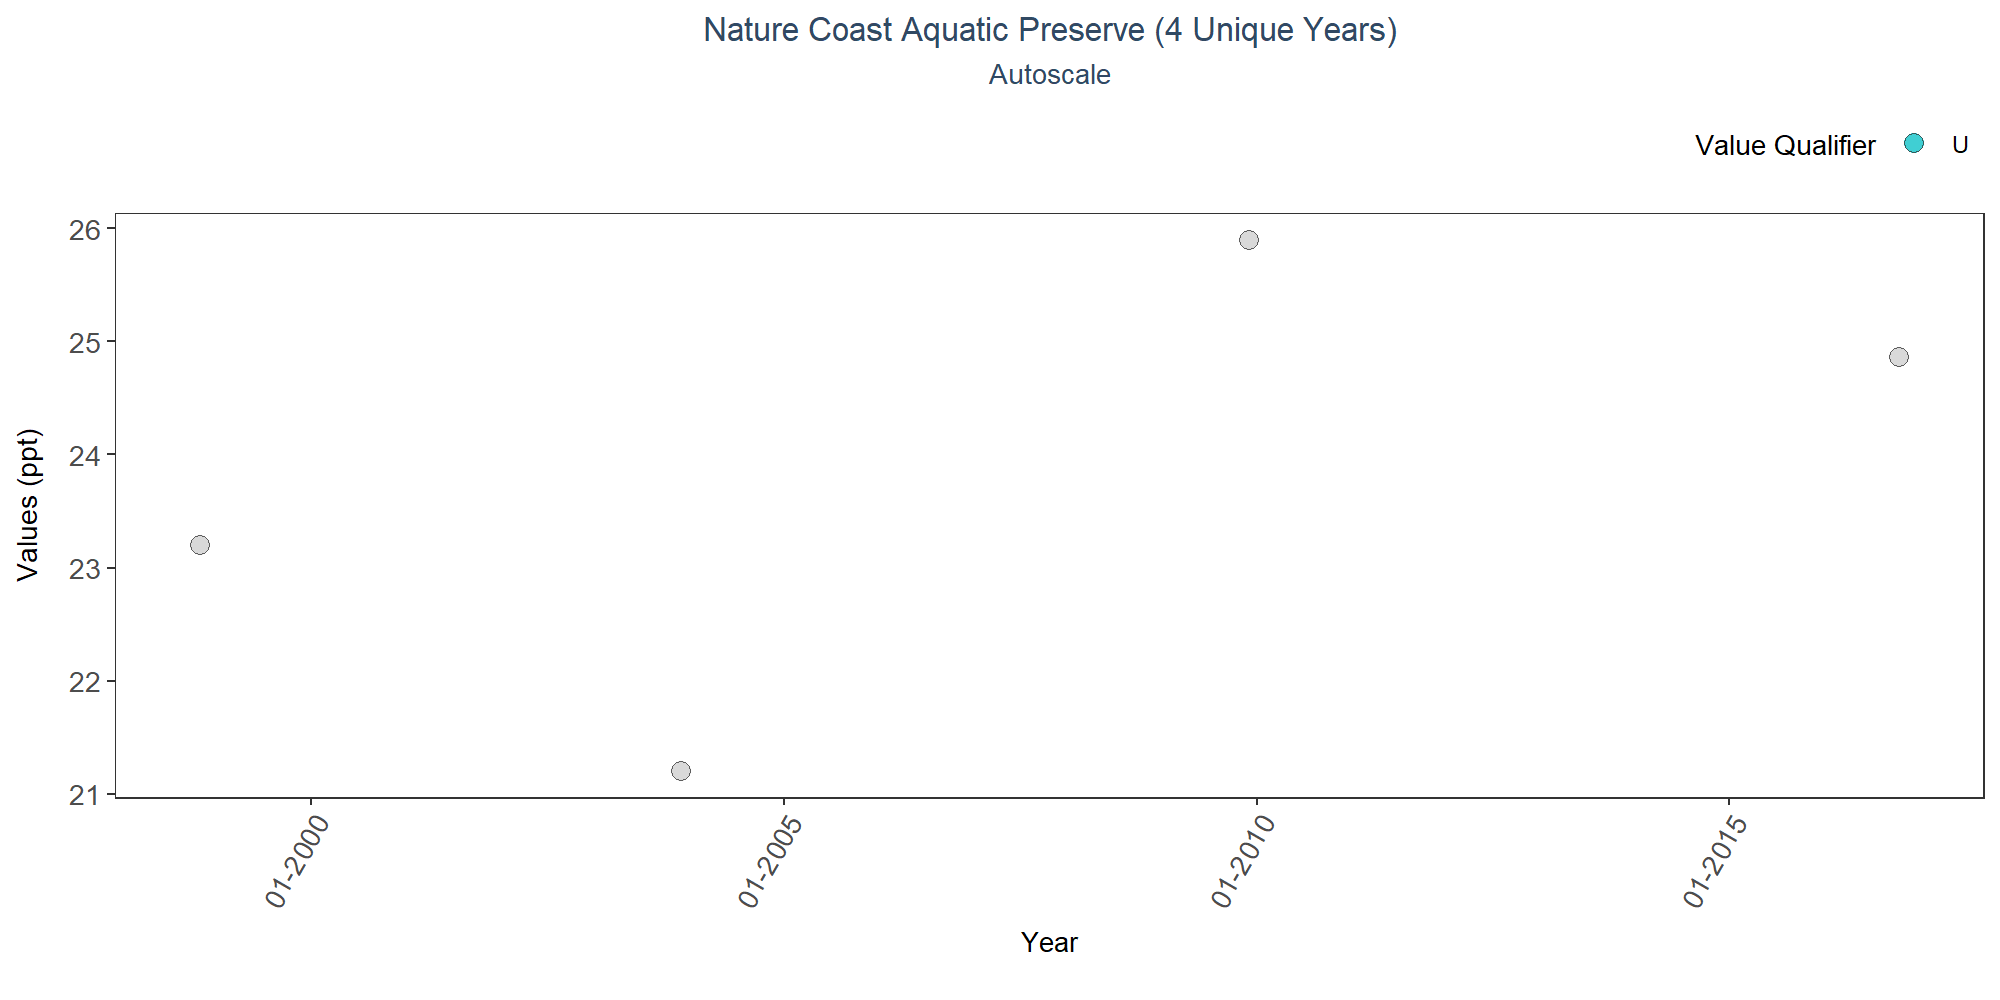 Nature Coast Aquatic Preserve (4 Unique Years)
Autoscale
Value Qualifier U
26
25
24
23
22
21
Values (ppt)
01-2000
01-2005
01-2010
01-2015
Year